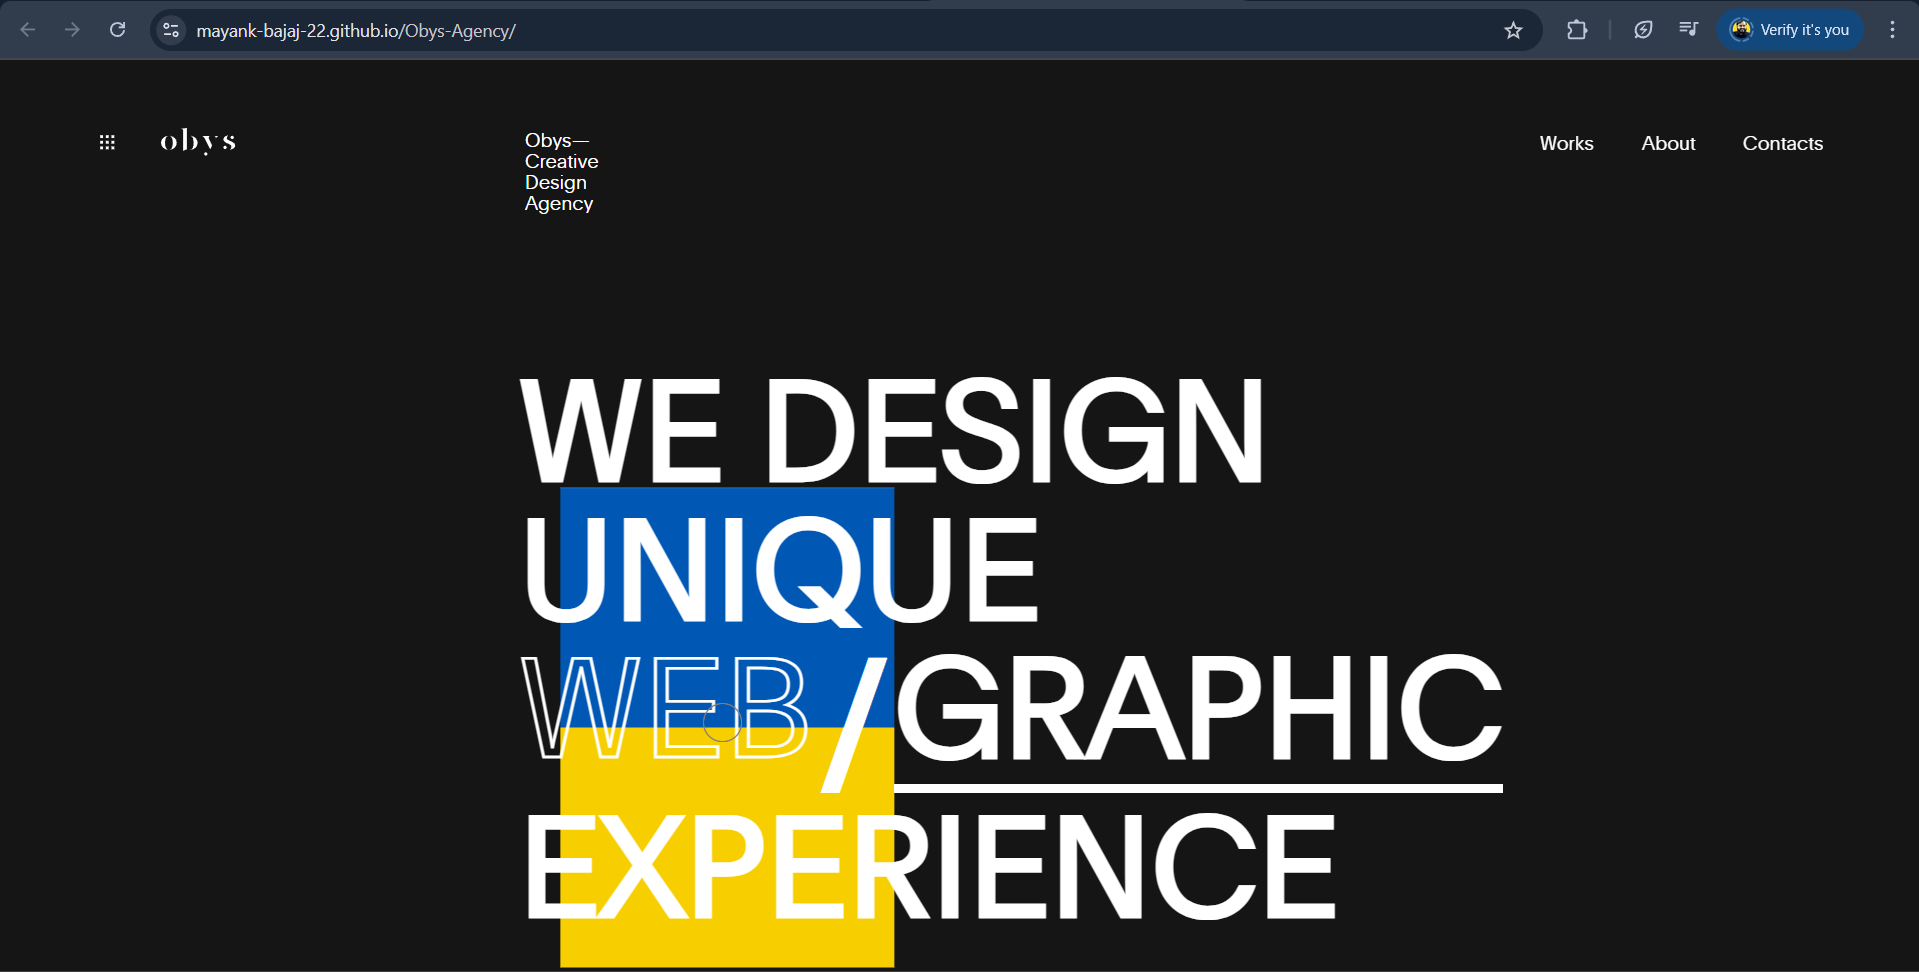 mayank-bajaj-22.github.io/Obys-Agency/
Verify it's you
obys
Obys—
Creative
Design
Agency
Works
About
Contacts
WE DESIGN
UNIQUE
WEB / GRAPHIC
EXPERIENCE